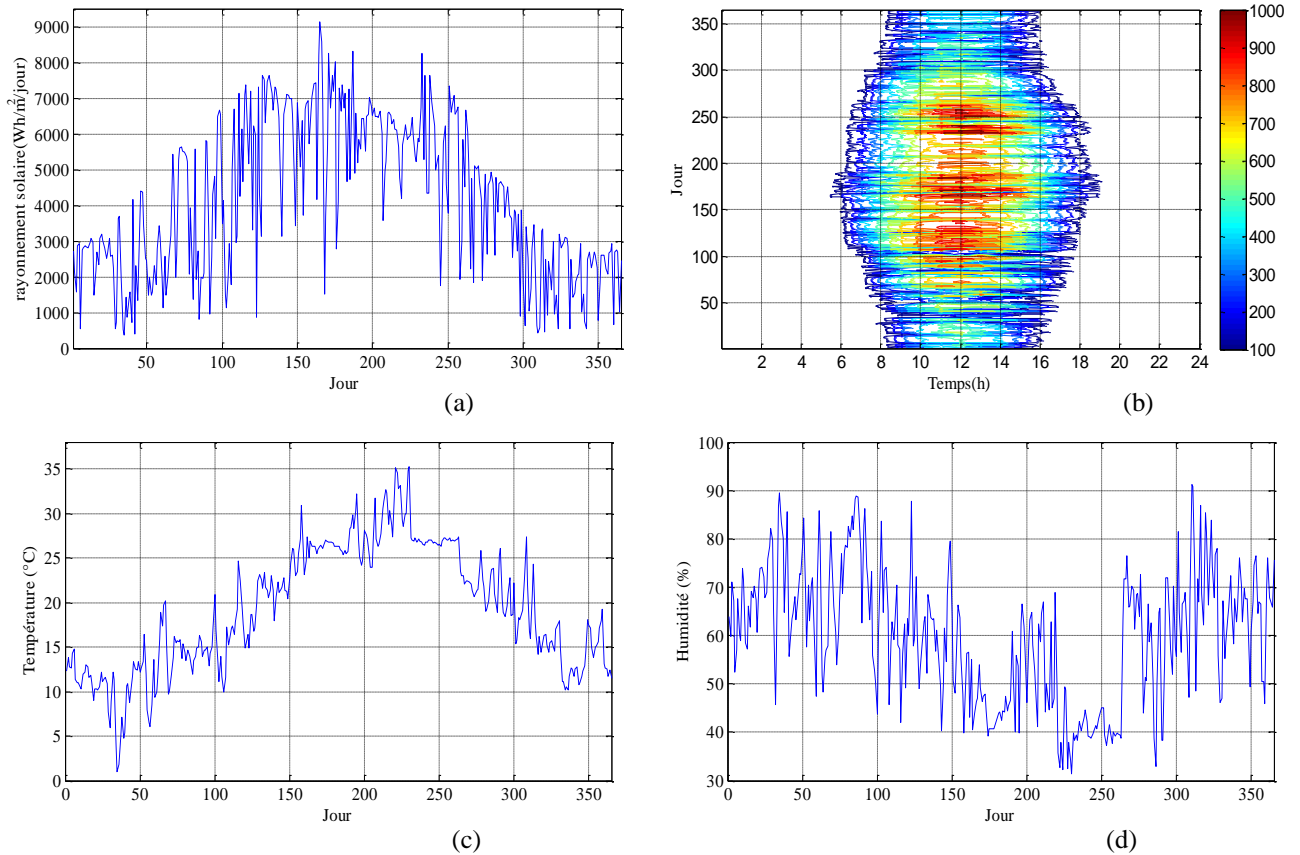 9000
8000
7000
6000
5000
4000
3000
2000
1000
0
rayonnement solaire(Wh/m²/jour)
50 100 150 200 250 300 350
Jour
(a)
350
300
250
200
150
100
50
Jour
2 4 6 8 10 12 14 16 18 20 22 24
Temps(h)
1000
900
800
700
600
500
400
300
200
100
(b)
35
30
25
20
15
10
5
0
Température (°C)
0 50 100 150 200 250 300 350
Jour
(c)
100
90
80
70
60
50
40
30
Humidité (%)
0 50 100 150 200 250 300 350
Jour
(d)